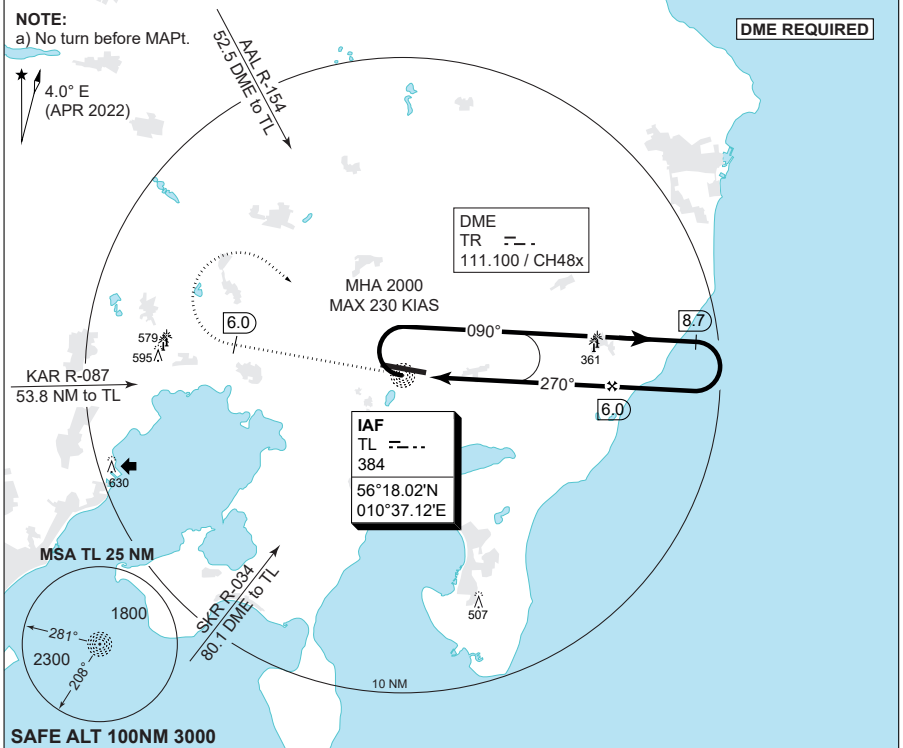 NOTE:
a) No turn before MAPt.
DME REQUIRED
4.0° E
(APR 2022)
AAL R-154
52.5 DME to TL
DME
TR
111.100 / CH48x
MHA 2000
MAX 230 KIAS
090°
8.7
361
6.0
579
595
270°
6.0
KAR R-087
53.8 NM to TL
IAF
TL
384
56°18.02'N
010°37.12'E
630
MSA TL 25 NM
1800
281°
2300
208°
SKR R-034
80.1 DME to TL
507
10 NM
SAFE ALT 100NM 3000